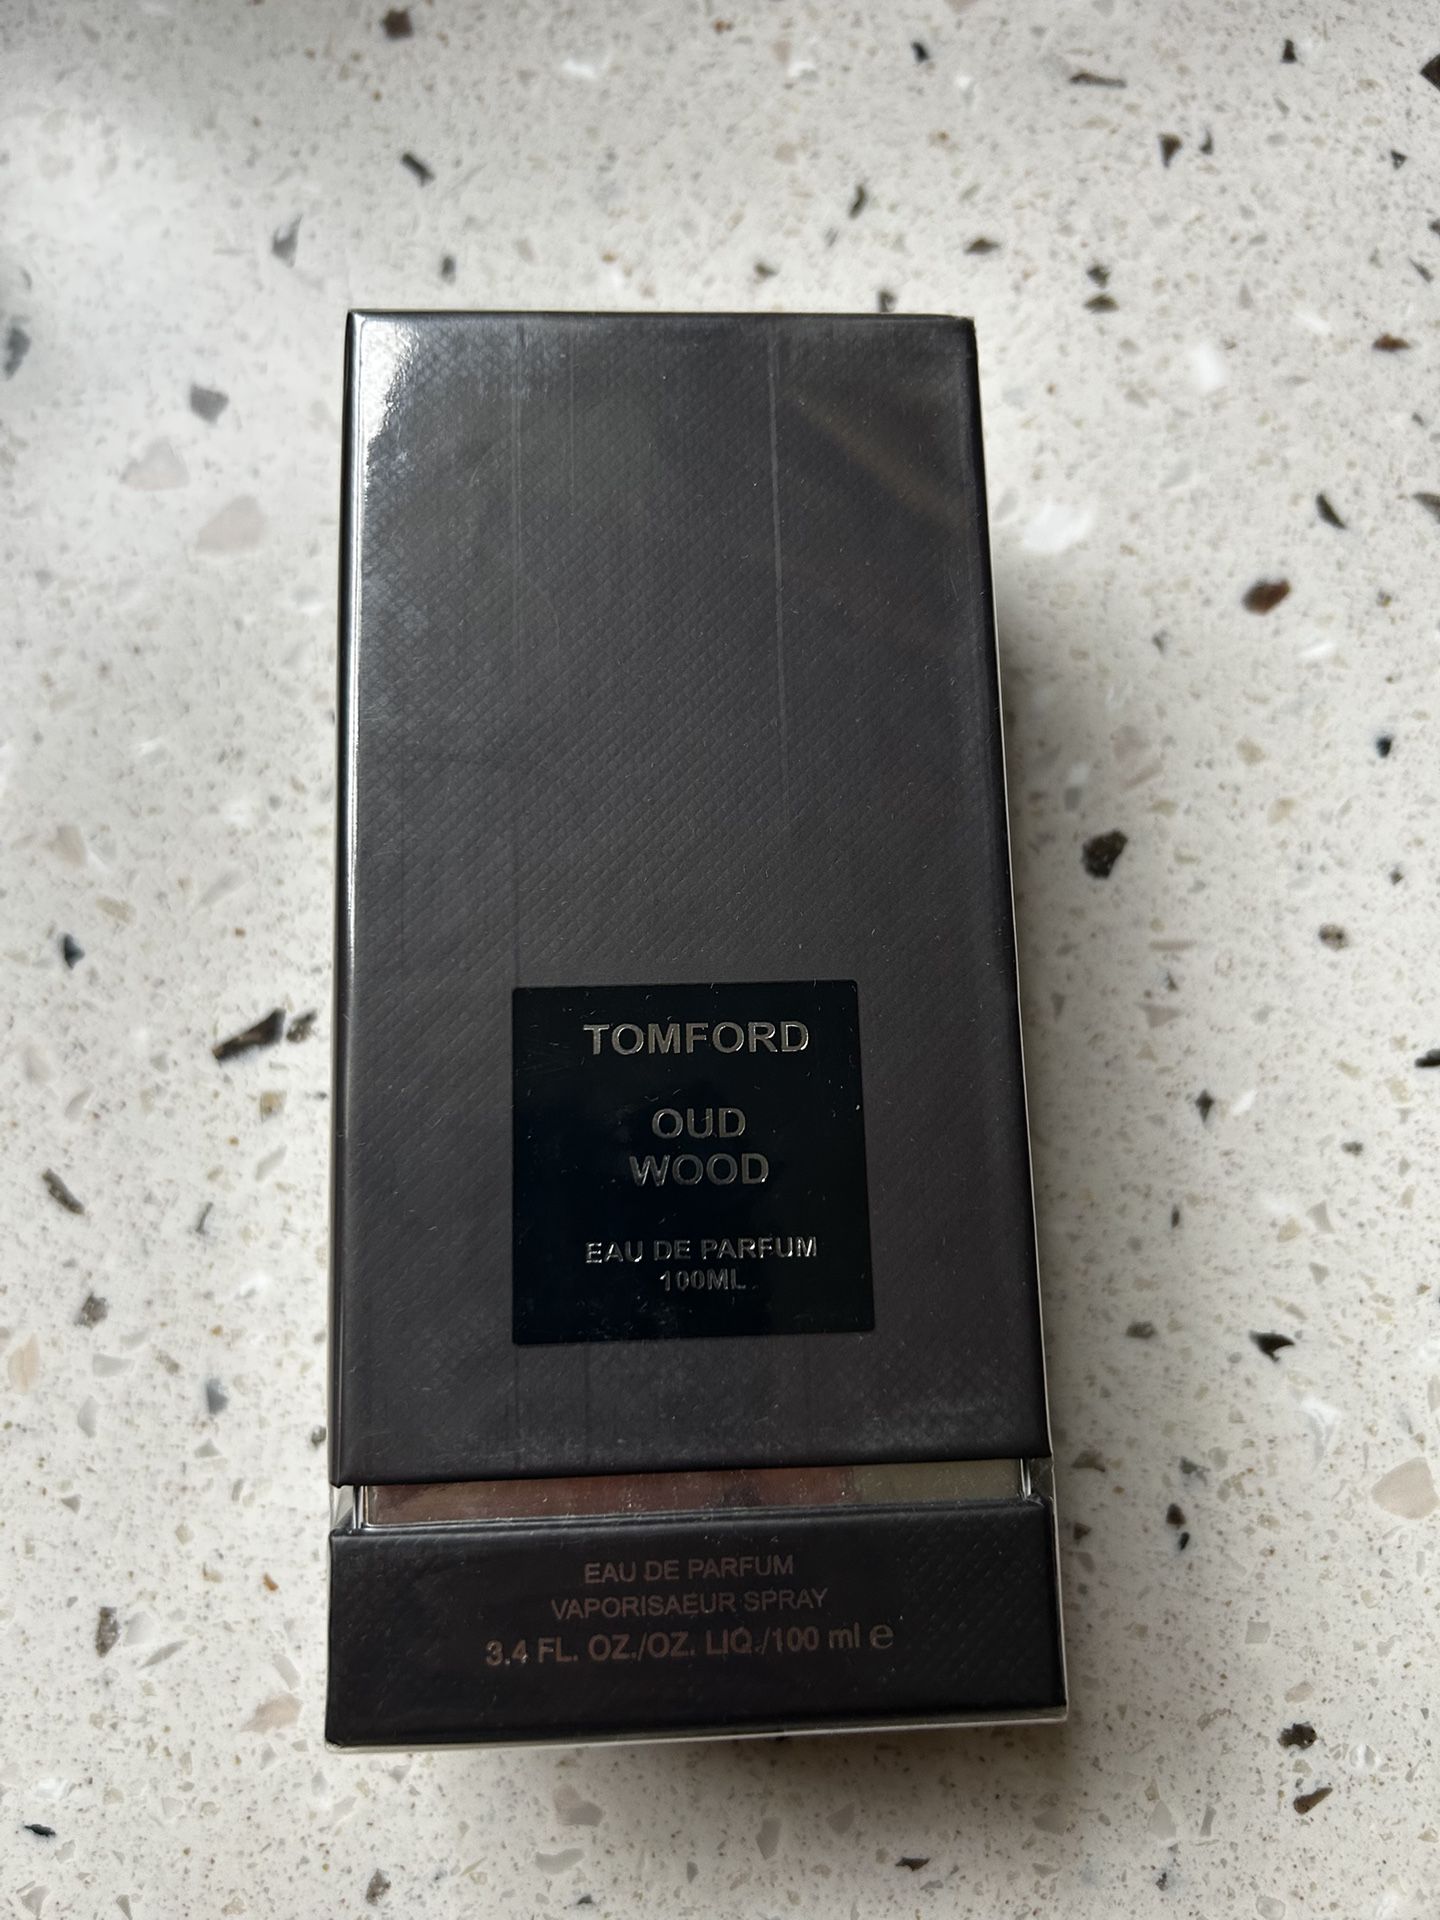 TOMFORD
OUD
WOOD
EAU DE PARFUM
100ML
EAU DE PARFUM
VAPORISAEUR SPRAY
3.4 FL. OZ./OZ. LIQ./100 ml ℮